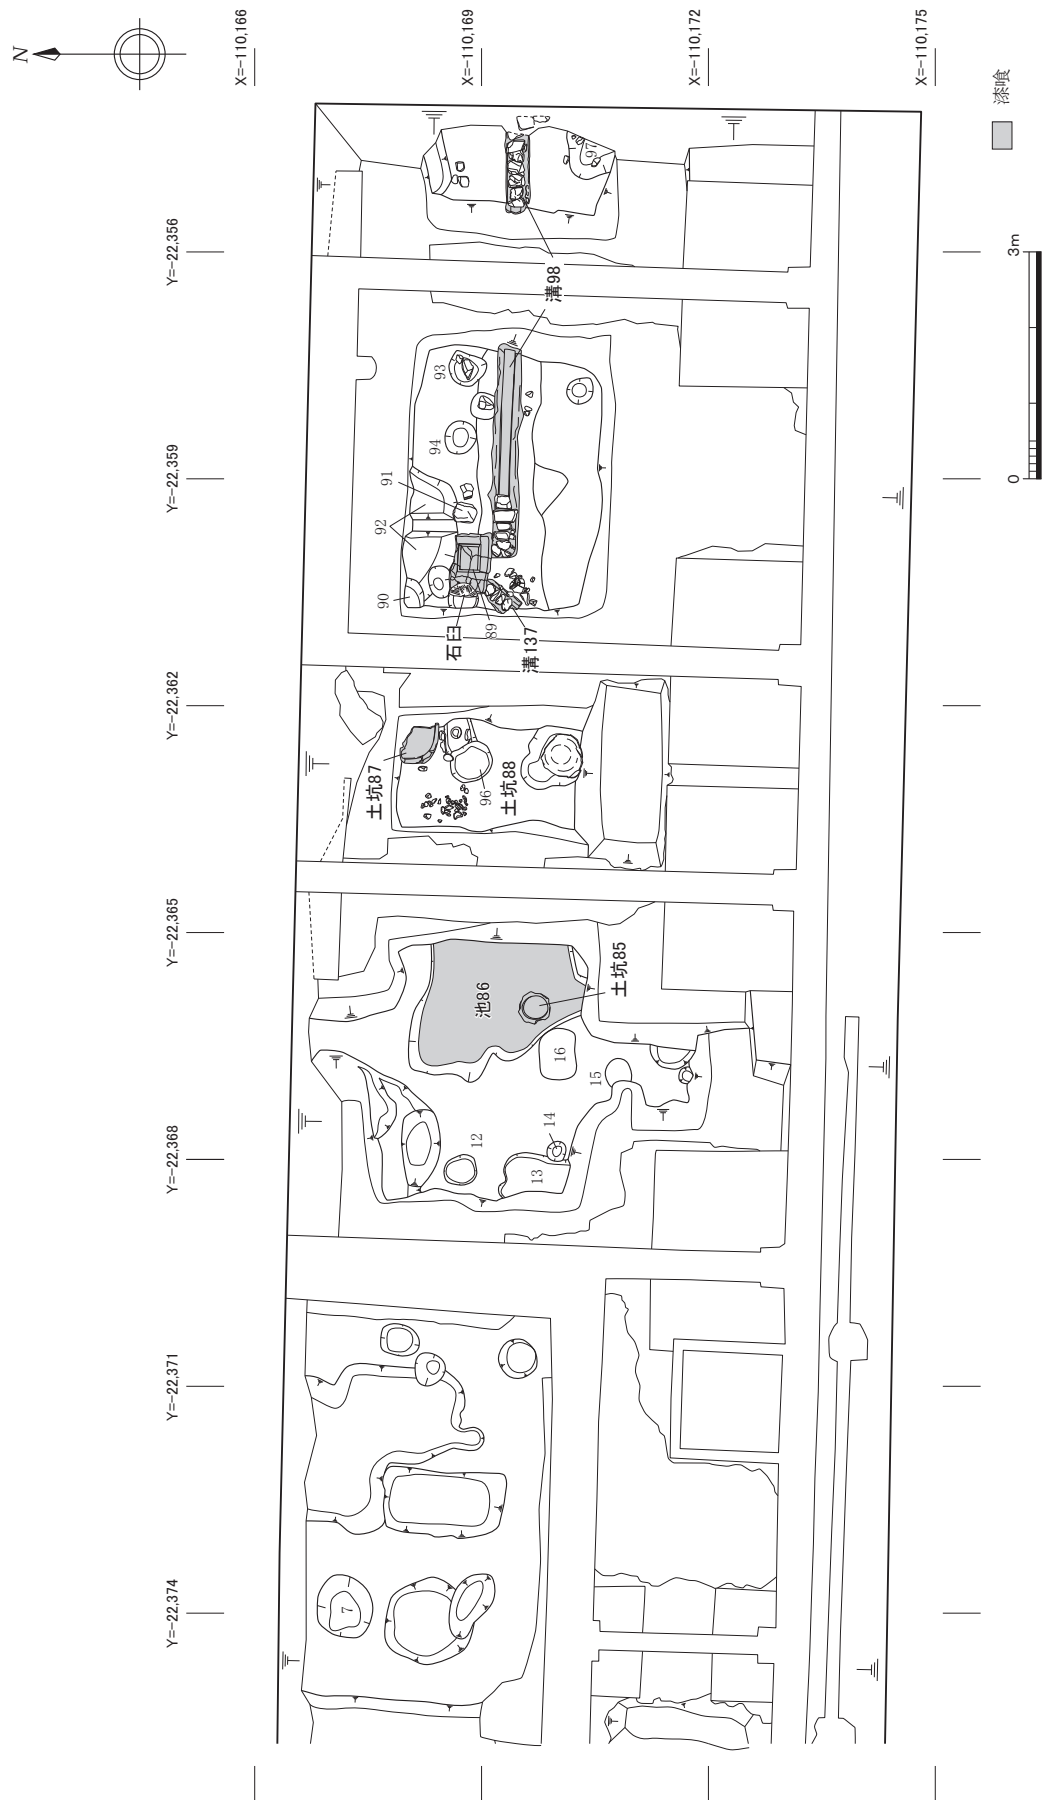 N
X=-110,166
X=-110,169
X=-110,172
X=-110,175
漆喰
Y=-22,356
Y=-22,359
Y=-22,362
Y=-22,365
Y=-22,368
Y=-22,371
Y=-22,374
3m
0
97
溝98
93
94
91
92
90
石臼
89
溝137
土坑87
96
土坑88
池86
土坑85
16
15
14
13
12
7